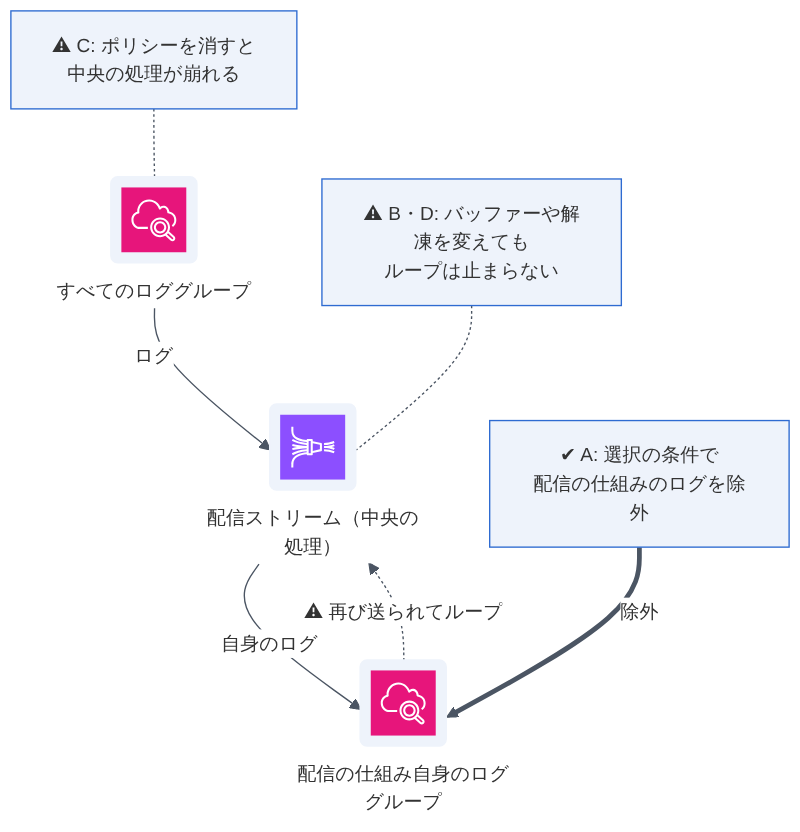 ⚠ C: ポリシーを消すと
中央の処理が崩れる
すべてのロググループ
⚠ B・D: バッファーや解
凍を変えても
ループは止まらない
ログ
✔ A: 選択の条件で
配信の仕組みのログを除
外
配信ストリーム（中央の
処理）
⚠ 再び送られてループ
除外
自身のログ
配信の仕組み自身のログ
グループ